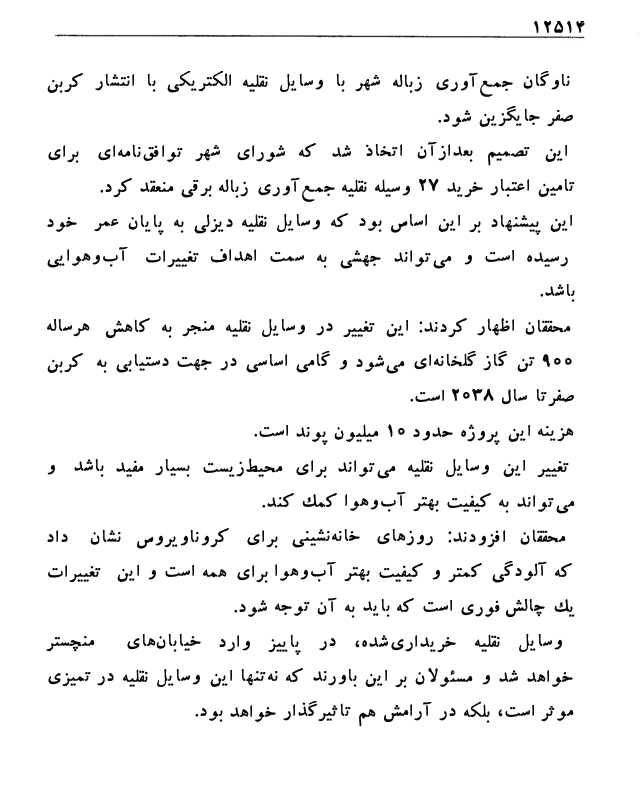 ۱۲۵۱۴
ناوگان جمع‌آوری زباله شهر با وسایل نقلیه الکتریکی با انتشار کربن
صفر جایگزین شود.
این تصمیم بعدازآن اتخاذ شد که شورای شهر توافق‌نامه‌ای برای
تامین اعتبار خرید ۲۷ وسیله نقلیه جمع‌آوری زباله برقی منعقد کرد.
این پیشنهاد بر این اساس بود که وسایل نقلیه دیزلی به پایان عمر خود
رسیده است و می‌تواند جهشی به سمت اهداف تغییرات آب‌وهوایی
باشد.
محققان اظهار کردند: این تغییر در وسایل نقلیه منجر به کاهش هرساله
۹۰۰ تن گاز گلخانه‌ای می‌شود و گامی اساسی در جهت دستیابی به کربن
صفرتا سال ۲۰۳۸ است.
هزینه این پروژه حدود ۱۰ میلیون پوند است.
تغییر این وسایل نقلیه می‌تواند برای محیط‌زیست بسیار مفید باشد و
می‌تواند به کیفیت بهتر آب‌وهوا کمك کند.
محققان افزودند: روزهای خانه‌نشینی برای کروناویروس نشان داد
که آلودگی کمتر و کیفیت بهتر آب‌وهوا برای همه است و این تغییرات
یك چالش فوری است که باید به آن توجه شود.
وسایل نقلیه خریداری‌شده، در پاییز وارد خیابان‌های منچستر
خواهد شد و مسئولان بر این باورند که نه‌تنها این وسایل نقلیه در تمیزی
موثر است، بلکه در آرامش هم تاثیرگذار خواهد بود.